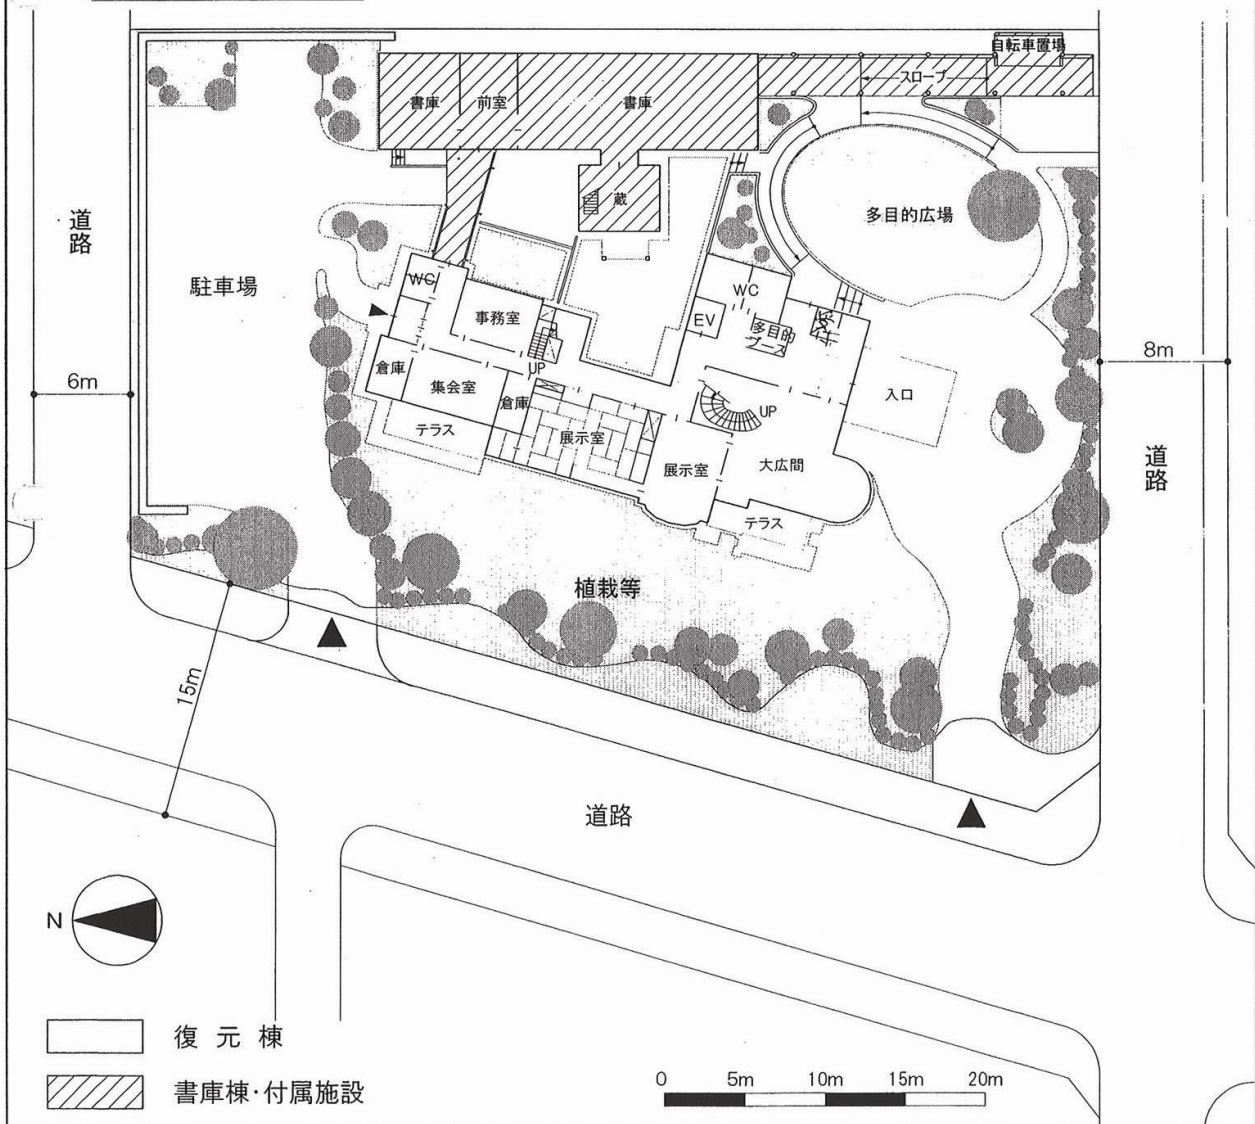 自転車置場
スロープ
書庫
前室
書庫
蔵
多目的広場
道路
駐車場
WC
WC
事務室
EV
多目的
ブース
UP
倉庫
集会室
倉庫
テラス
展示室
UP
入口
展示室
大広間
テラス
6m
8m
道路
植栽等
15m
道路
N
復元棟
書庫棟・付属施設
0 5m 10m 15m 20m